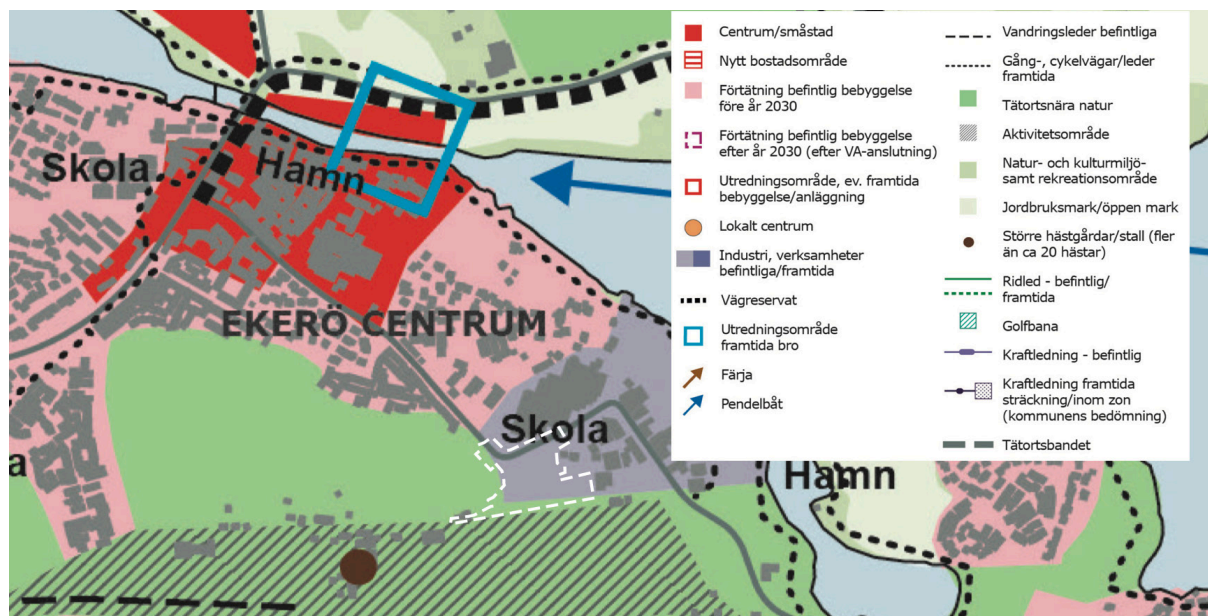 Skola
Hamn
EKERÖ CENTRUM
Skola
Hamn
a
Centrum/småstad
Nytt bostadsområde
Förtätning befintlig bebyggelse
före år 2030
Förtätning befintlig bebyggelse
efter år 2030 (efter VA-anslutning)
Utredningsområde, ev. framtida
bebyggelse/anläggning
Lokalt centrum
Industri, verksamheter
befintliga/framtida
Vägreservat
Utredningsområde
framtida bro
Färja
Pendelbåt
Vandringsleder befintliga
Gång-, cykelvägar/leder
framtida
Tätortsnära natur
Aktivitetsområde
Natur- och kulturmiljö-
samt rekreationsområde
Jordbruksmark/öppen mark
Större hästgårdar/stall (fler
än ca 20 hästar)
Ridled - befintlig/
framtida
Golfbana
Kraftledning - befintlig
Kraftledning framtida
sträckning/inom zon
(kommunens bedömning)
Tätortsbandet